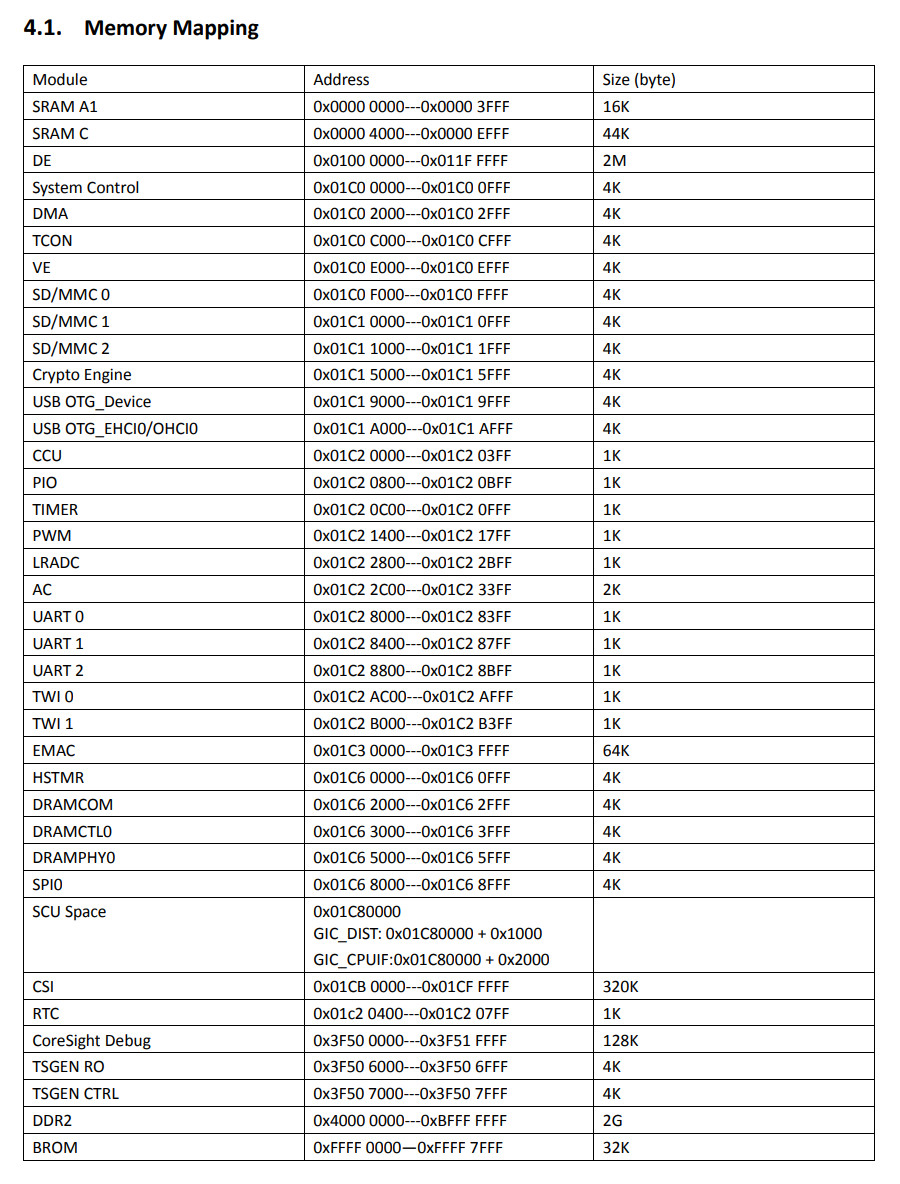 4.1. Memory Mapping
Module Address Size (byte)
SRAM A1 0x0000 0000---0x0000 3FFF 16K
SRAM C 0x0000 4000---0x0000 EFFF 44K
DE 0x0100 0000---0x011F FFFF 2M
System Control 0x01C0 0000---0x01C0 0FFF 4K
DMA 0x01C0 2000---0x01C0 2FFF 4K
TCON 0x01C0 C000---0x01C0 CFFF 4K
VE 0x01C0 E000---0x01C0 EFFF 4K
SD/MMC 0 0x01C0 F000---0x01C0 FFFF 4K
SD/MMC 1 0x01C1 0000---0x01C1 0FFF 4K
SD/MMC 2 0x01C1 1000---0x01C1 1FFF 4K
Crypto Engine 0x01C1 5000---0x01C1 5FFF 4K
USB OTG_Device 0x01C1 9000---0x01C1 9FFF 4K
USB OTG_EHCI0/OHCI0 0x01C1 A000---0x01C1 AFFF 4K
CCU 0x01C2 0000---0x01C2 03FF 1K
PIO 0x01C2 0800---0x01C2 0BFF 1K
TIMER 0x01C2 0C00---0x01C2 0FFF 1K
PWM 0x01C2 1400---0x01C2 17FF 1K
LRADC 0x01C2 2800---0x01C2 2BFF 1K
AC 0x01C2 2C00---0x01C2 33FF 2K
UART 0 0x01C2 8000---0x01C2 83FF 1K
UART 1 0x01C2 8400---0x01C2 87FF 1K
UART 2 0x01C2 8800---0x01C2 8BFF 1K
TWI 0 0x01C2 AC00---0x01C2 AFFF 1K
TWI 1 0x01C2 B000---0x01C2 B3FF 1K
EMAC 0x01C3 0000---0x01C3 FFFF 64K
HSTMR 0x01C6 0000---0x01C6 0FFF 4K
DRAMCOM 0x01C6 2000---0x01C6 2FFF 4K
DRAMCTL0 0x01C6 3000---0x01C6 3FFF 4K
DRAMPHY0 0x01C6 5000---0x01C6 5FFF 4K
SPI0 0x01C6 8000---0x01C6 8FFF 4K
SCU Space 0x01C80000
GIC_DIST: 0x01C80000 + 0x1000
GIC_CPUIF:0x01C80000 + 0x2000
CSI 0x01CB 0000---0x01CF FFFF 320K
RTC 0x01c2 0400---0x01C2 07FF 1K
CoreSight Debug 0x3F50 0000---0x3F51 FFFF 128K
TSGEN RO 0x3F50 6000---0x3F50 6FFF 4K
TSGEN CTRL 0x3F50 7000---0x3F50 7FFF 4K
DDR2 0x4000 0000---0xBFFF FFFF 2G
BROM 0xFFFF 0000—0xFFFF 7FFF 32K